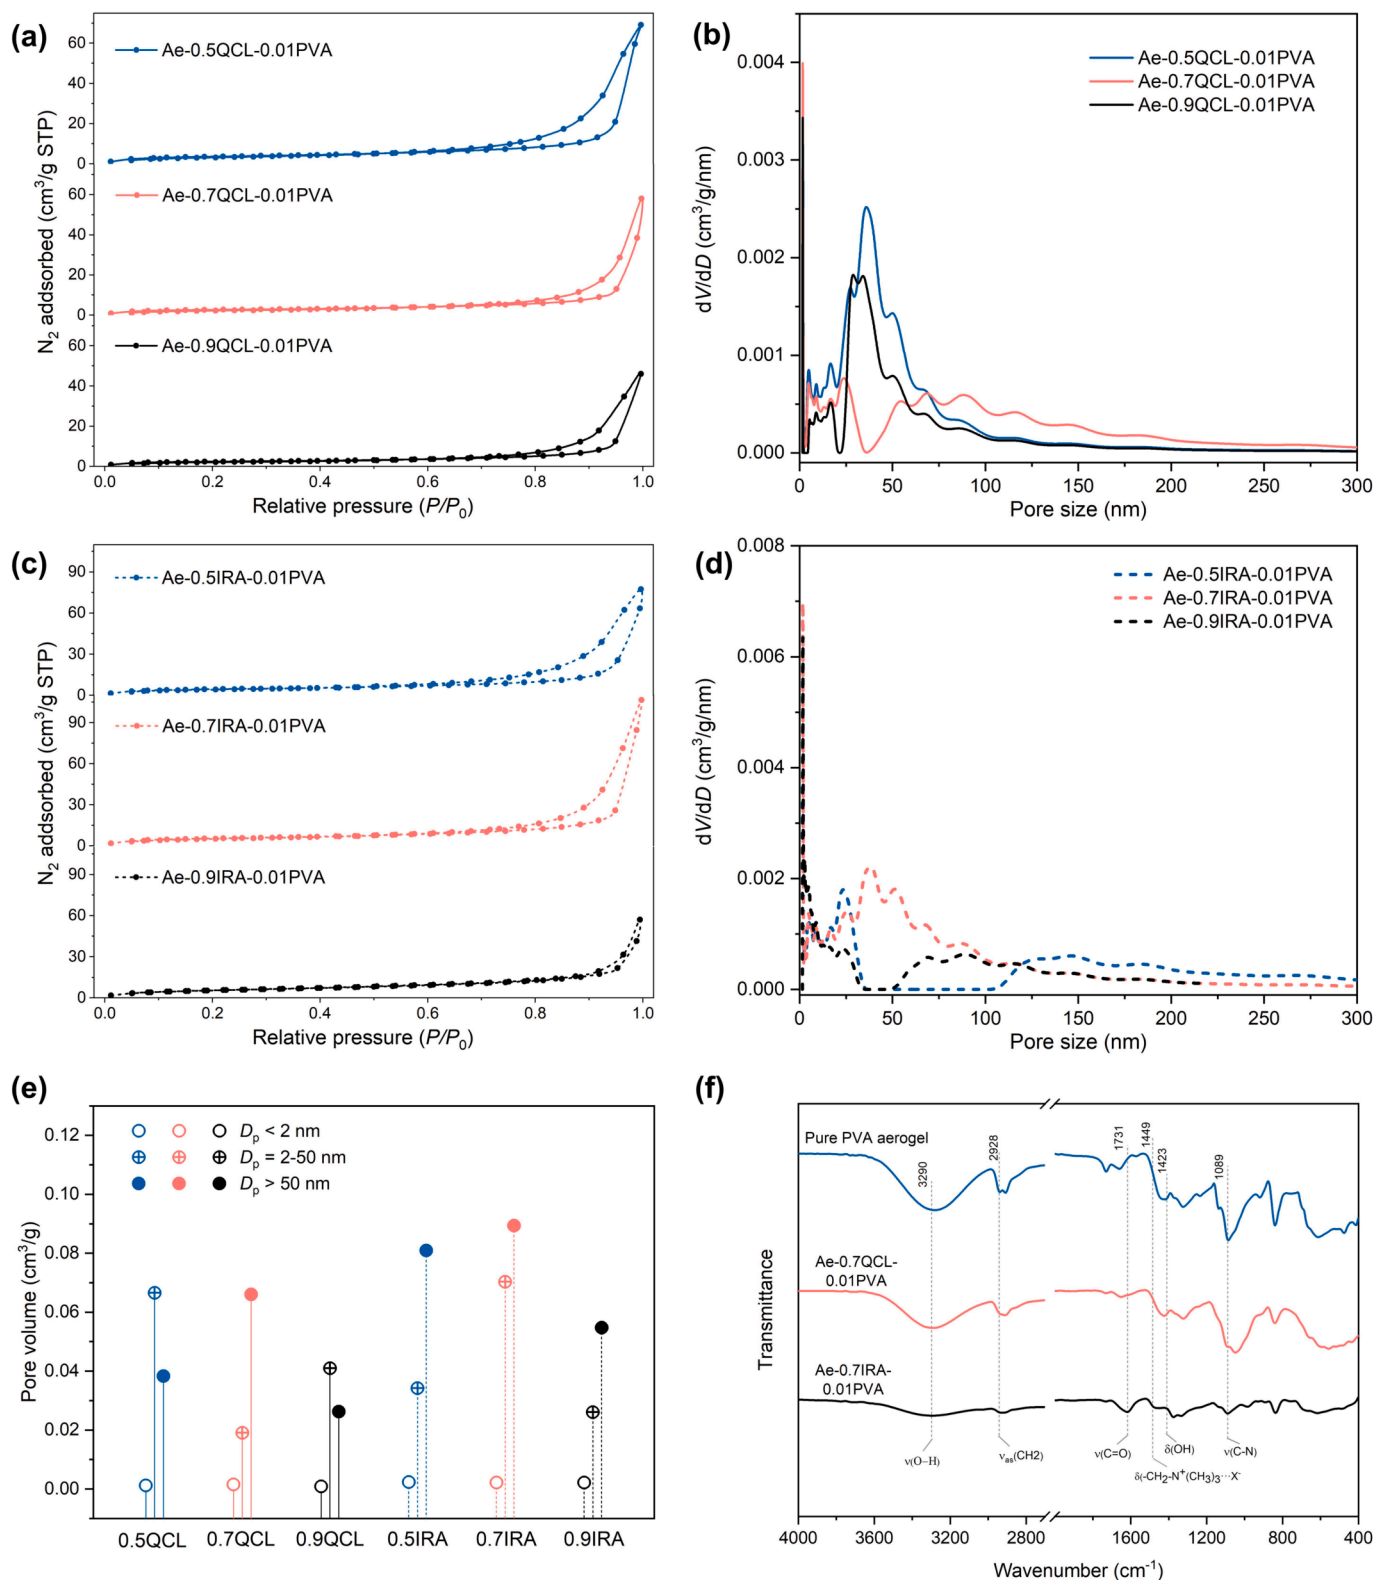 (a)
N₂ addsorbed (cm³/g STP)
60
40
20
0
60
40
20
0
40
20
0
Ae-0.5QCL-0.01PVA
Ae-0.7QCL-0.01PVA
Ae-0.9QCL-0.01PVA
0.0 0.2 0.4 0.6 0.8 1.0
Relative pressure (P/P₀)
(b)
dV/dD (cm³/g/nm)
0.004
0.003
0.002
0.001
0.000
Ae-0.5QCL-0.01PVA
Ae-0.7QCL-0.01PVA
Ae-0.9QCL-0.01PVA
0 50 100 150 200 250 300
Pore size (nm)
(c)
N₂ addsorbed (cm³/g STP)
90
60
30
0
90
60
30
0
90
60
30
0
Ae-0.5IRA-0.01PVA
Ae-0.7IRA-0.01PVA
Ae-0.9IRA-0.01PVA
0.0 0.2 0.4 0.6 0.8 1.0
Relative pressure (P/P₀)
(d)
dV/dD (cm³/g/nm)
0.008
0.006
0.004
0.002
0.000
Ae-0.5IRA-0.01PVA
Ae-0.7IRA-0.01PVA
Ae-0.9IRA-0.01PVA
0 50 100 150 200 250 300
Pore size (nm)
(e)
Pore volume (cm³/g)
0.12
0.10
0.08
0.06
0.04
0.02
0.00
Dₚ < 2 nm
Dₚ = 2-50 nm
Dₚ > 50 nm
0.5QCL 0.7QCL 0.9QCL 0.5IRA 0.7IRA 0.9IRA
(f)
Transmittance
Pure PVA aerogel
Ae-0.7QCL-
0.01PVA
Ae-0.7IRA-
0.01PVA
3290
2928
1731
1449
1423
1089
ν(O–H)
νₐₛ(CH2)
ν(C=O)
δ(OH)
ν(C-N)
δ(-CH₂-N⁺(CH₃)₃···X⁻
4000 3600 3200 2800 1600 1200 800 400
Wavenumber (cm⁻¹)